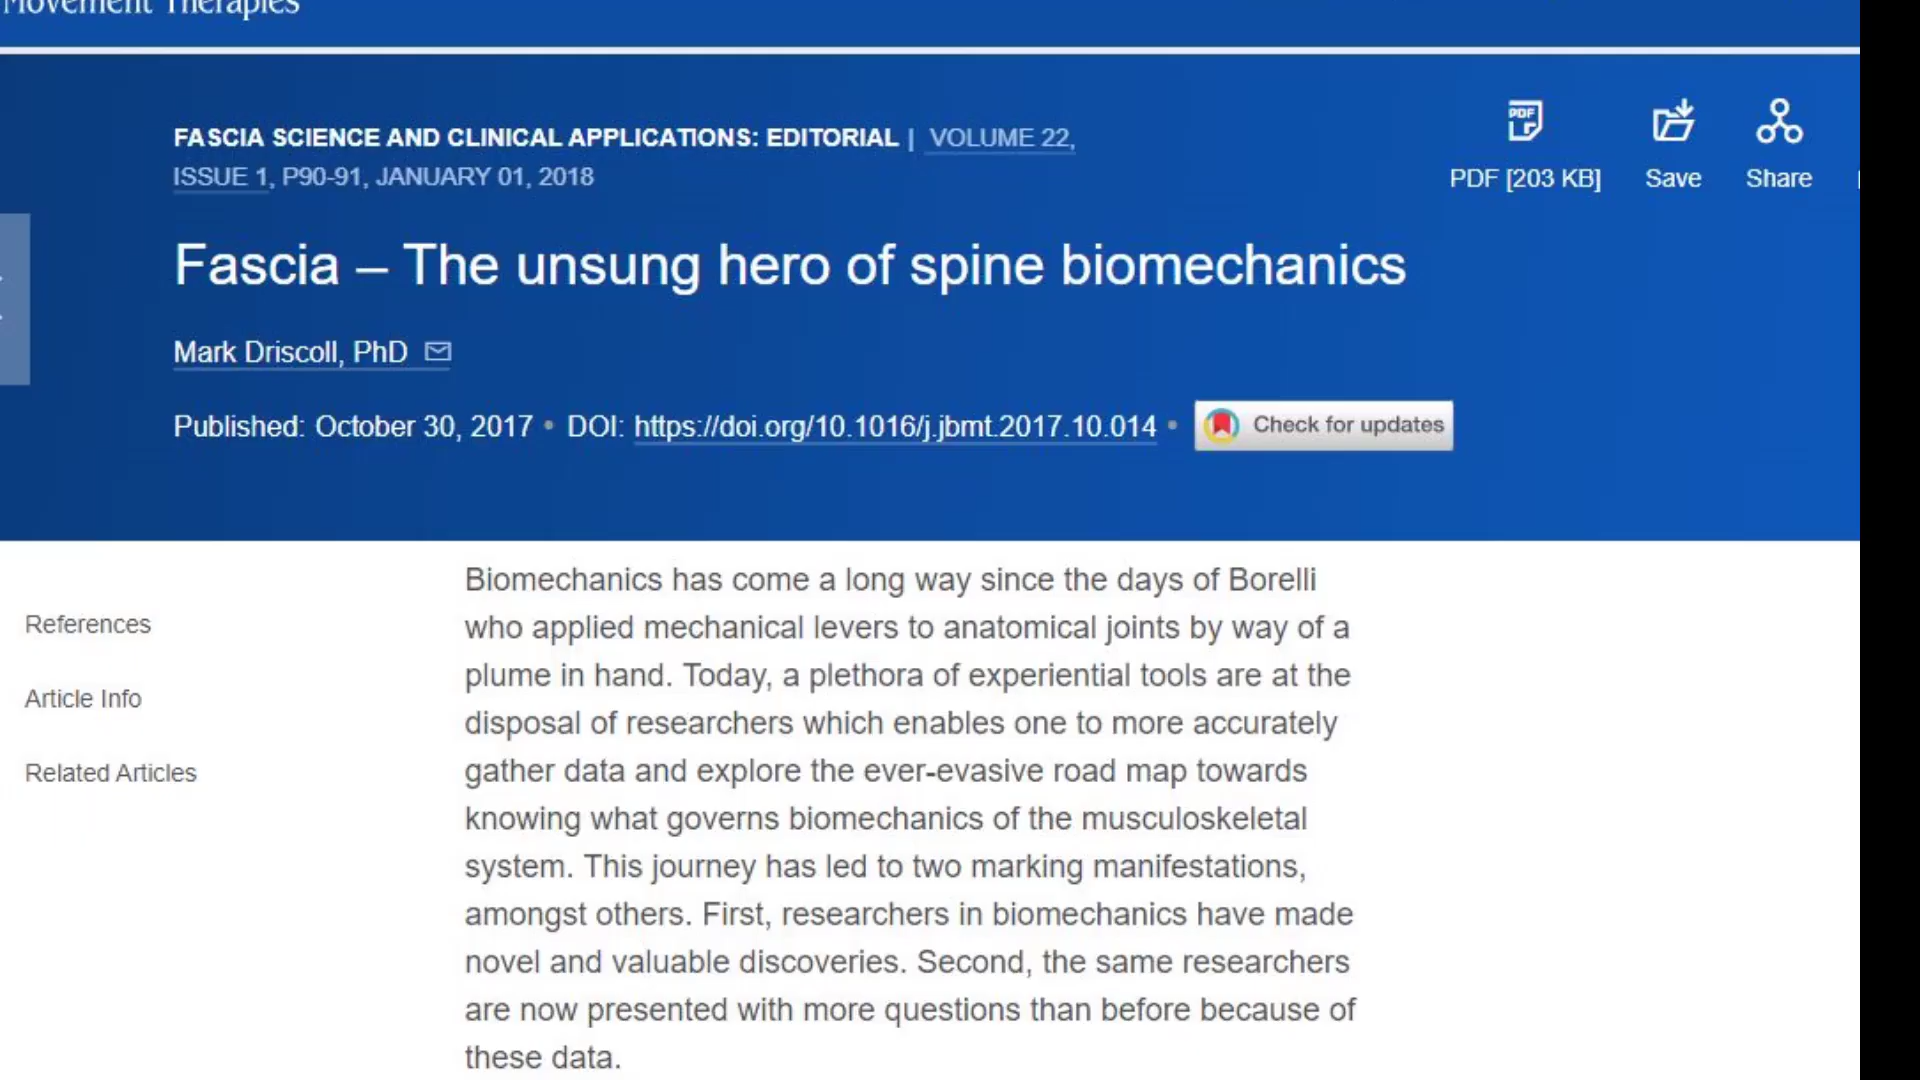 Movement Therapies
FASCIA SCIENCE AND CLINICAL APPLICATIONS: EDITORIAL | VOLUME 22,
ISSUE 1, P90-91, JANUARY 01, 2018
PDF [203 KB]
Save
Share
Fascia – The unsung hero of spine biomechanics
Mark Driscoll, PhD
Published: October 30, 2017 • DOI: https://doi.org/10.1016/j.jbmt.2017.10.014 •
Check for updates
References
Article Info
Related Articles
Biomechanics has come a long way since the days of Borelli
who applied mechanical levers to anatomical joints by way of a
plume in hand. Today, a plethora of experiential tools are at the
disposal of researchers which enables one to more accurately
gather data and explore the ever-evasive road map towards
knowing what governs biomechanics of the musculoskeletal
system. This journey has led to two marking manifestations,
amongst others. First, researchers in biomechanics have made
novel and valuable discoveries. Second, the same researchers
are now presented with more questions than before because of
these data.